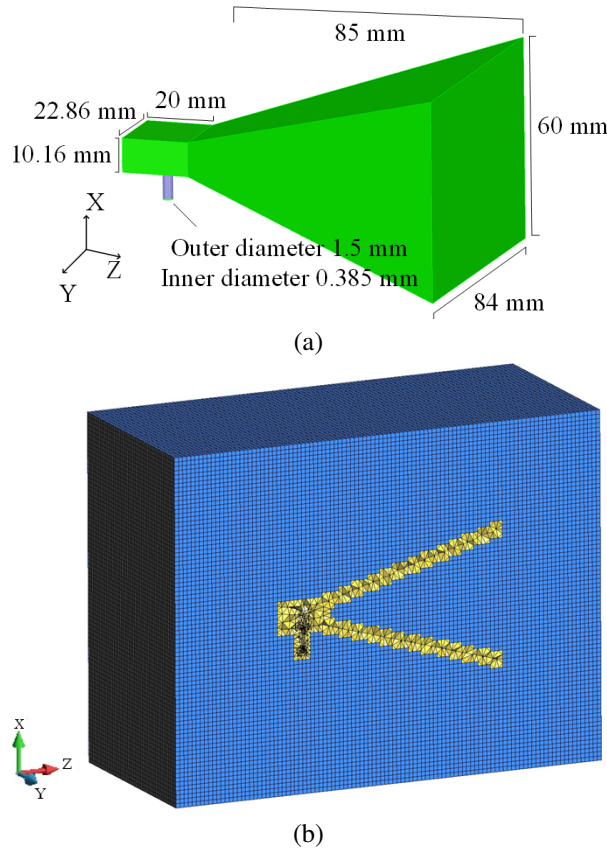 85 mm
20 mm
22.86 mm
10.16 mm
60 mm
X
Y
Z
Outer diameter 1.5 mm
Inner diameter 0.385 mm
84 mm
(a)
X
Z
Y
(b)